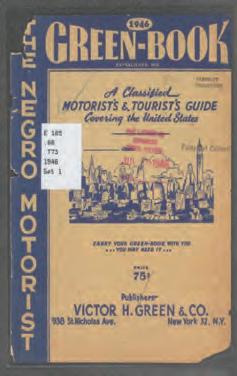 1946
GREEN-BOOK
THE NEGRO MOTORIST
A Classified
MOTORIST'S & TOURIST'S GUIDE
Covering the United States
E 185
.68
773
1946
Set 1
CARRY YOUR GREEN-BOOK WITH YOU
... YOU MAY NEED IT ...
PRICE
75¢
Publishers
VICTOR H. GREEN & CO.
938 St. Nicholas Ave. New York 32, N.Y.